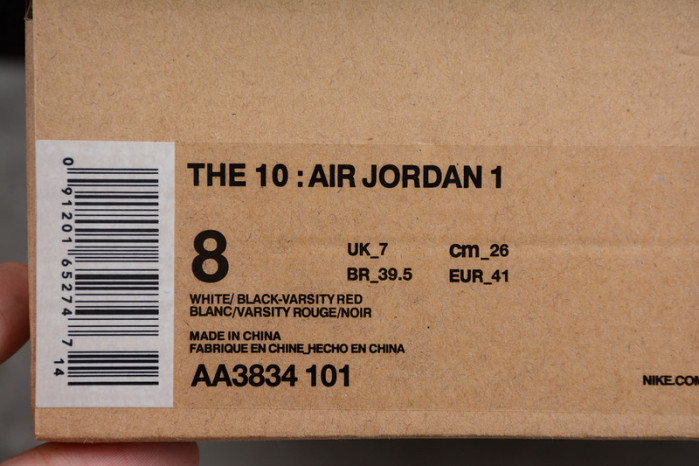 THE 10 : AIR JORDAN 1
8
UK_7 cm_26
BR_39.5 EUR_41
WHITE/ BLACK-VARSITY RED
BLANC/VARSITY ROUGE/NOIR
MADE IN CHINA
FABRIQUE EN CHINE_HECHO EN CHINA
AA3834 101
NIKE.COM
0 91201 65274 7 14